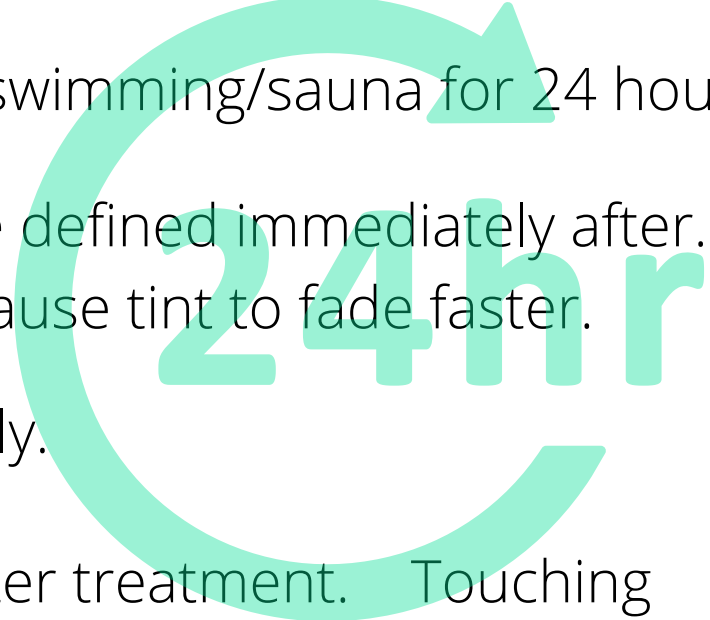 swimming/sauna for 24 hou
defined immediately after.
ause tint to fade faster.
24hr
ly.
er treatment. Touching